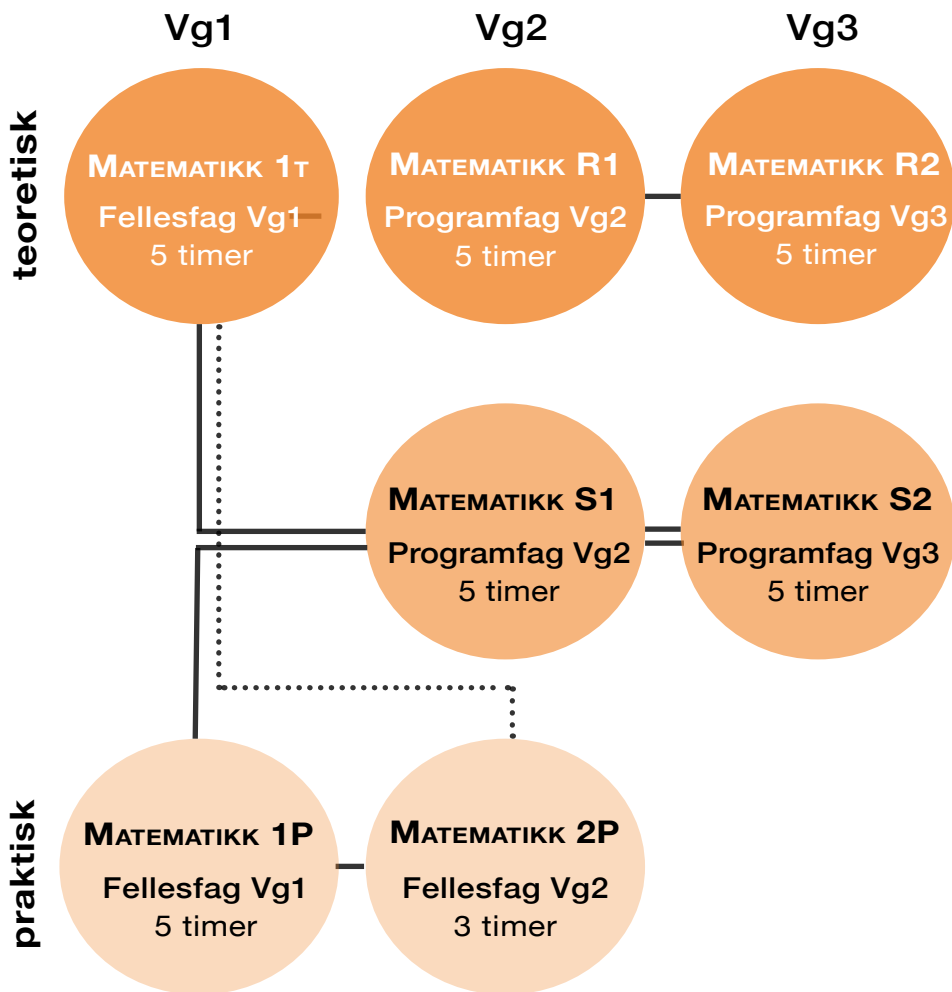 Vg1
Vg2
Vg3
teoretisk
MATEMATIKK 1T
Fellesfag Vg1
5 timer
MATEMATIKK R1
Programfag Vg2
5 timer
MATEMATIKK R2
Programfag Vg3
5 timer
MATEMATIKK S1
Programfag Vg2
5 timer
MATEMATIKK S2
Programfag Vg3
5 timer
praktisk
MATEMATIKK 1P
Fellesfag Vg1
5 timer
MATEMATIKK 2P
Fellesfag Vg2
3 timer